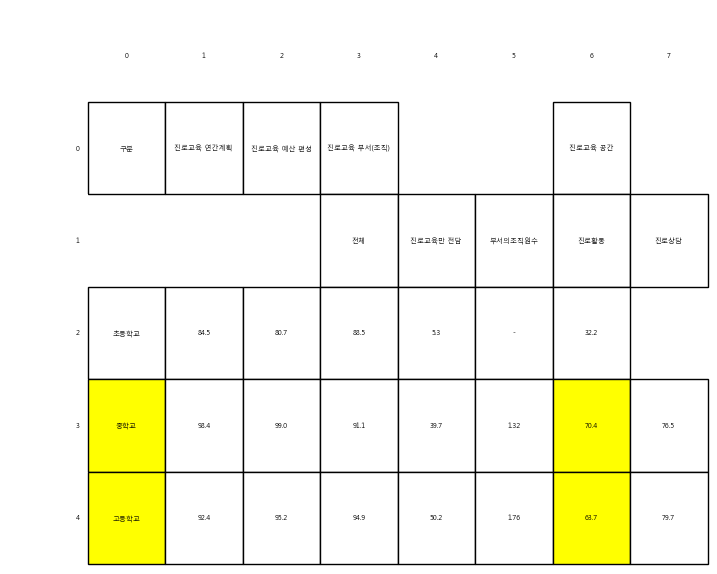 0 1 2 3 4 5 6 7
0 구분 진로교육 연간계획 진로교육 예산 편성 진로교육 부서(조직) 진로교육 공간
1 전체 진로교육만 전담 부서의조직원수 진로활동 진로상담
2 초등학교 84.5 80.7 88.5 5.3 - 32.2
3 중학교 98.4 99.0 91.1 39.7 1.32 70.4 76.5
4 고등학교 92.4 95.2 94.9 50.2 1.76 63.7 79.7